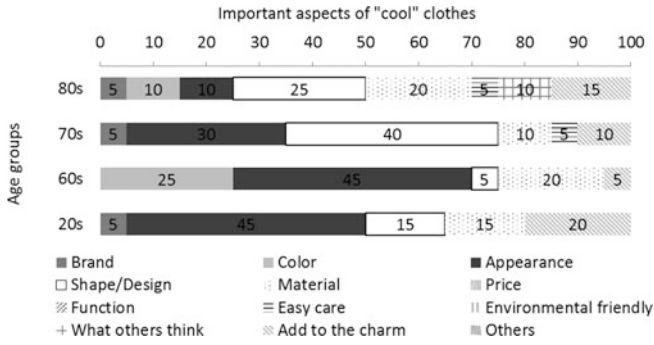 Important aspects of "cool" clothes
0 10 20 30 40 50 60 70 80 90 100
80s 5 10 10 25 20 5 10 15
70s 5 30 40 10 5 10
60s 25 45 5 20 5
20s 5 45 15 15 20
Age groups
Brand Color Appearance
Shape/Design Material Price
Function Easy care Environmental friendly
What others think Add to the charm Others